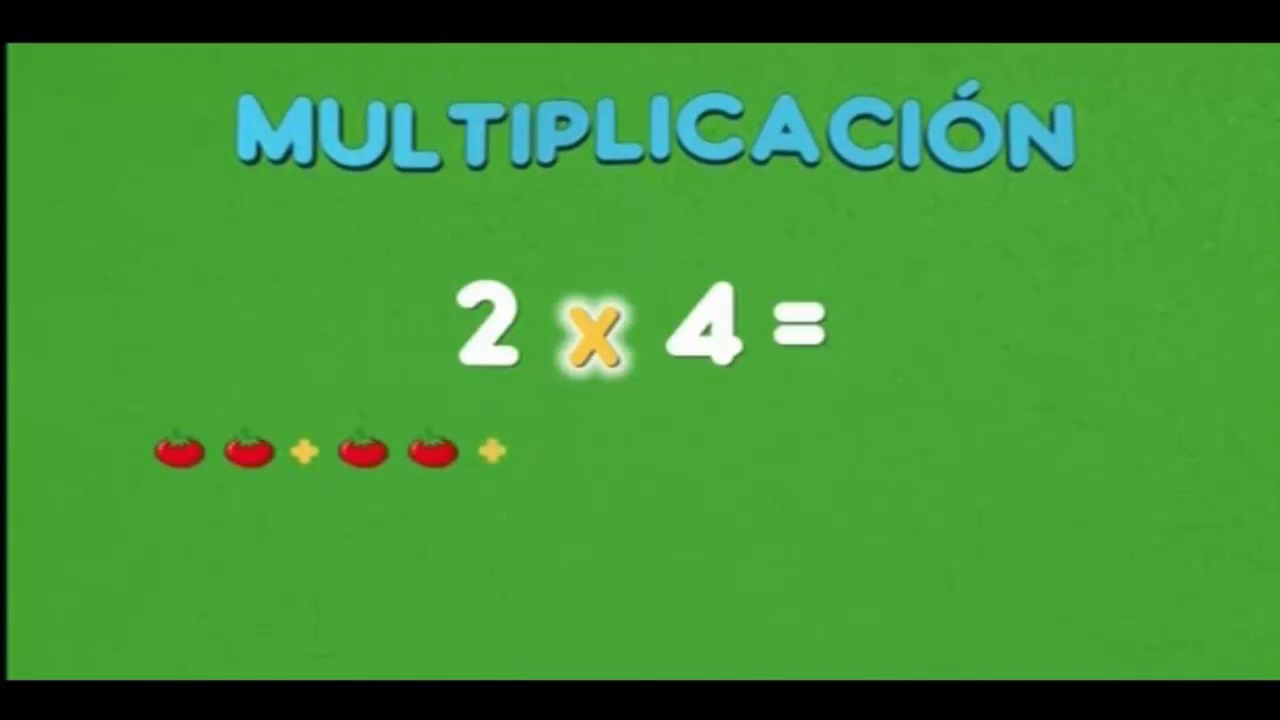 MULTIPLICACIÓN
2 x 4 =
+ +